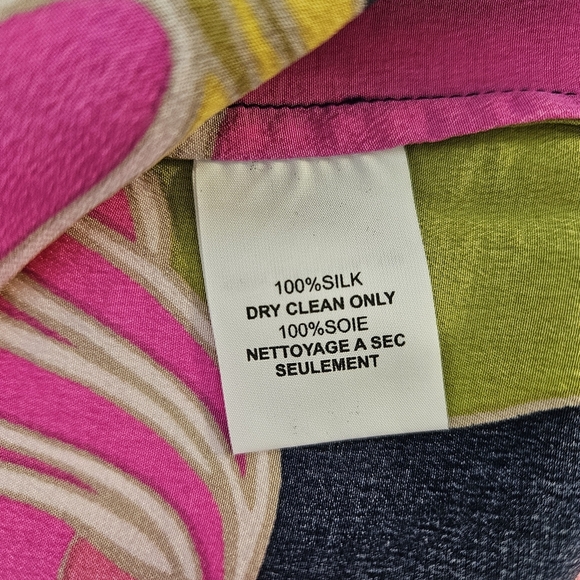 100%SILK
DRY CLEAN ONLY
100%SOIE
NETTOYAGE A SEC
SEULEMENT